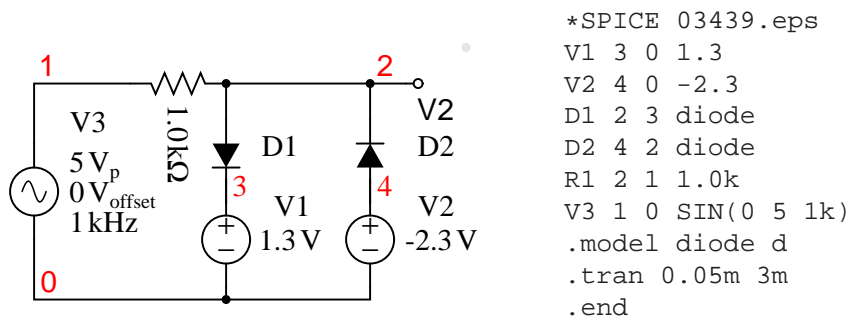 1
2
V2
V3
5 Vp
0 Voffset
1 kHz
1.0kΩ
D1
D2
3
4
V1
1.3 V
V2
-2.3 V
0
*SPICE 03439.eps
V1 3 0 1.3
V2 4 0 -2.3
D1 2 3 diode
D2 4 2 diode
R1 2 1 1.0k
V3 1 0 SIN(0 5 1k)
.model diode d
.tran 0.05m 3m
.end